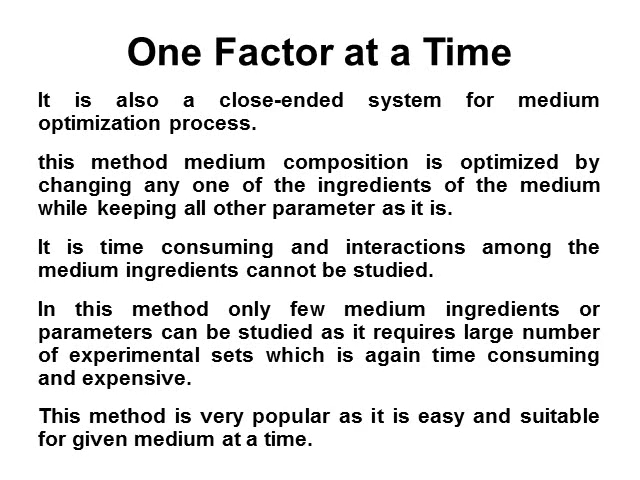 One Factor at a Time
It is also a close-ended system for medium
optimization process.
this method medium composition is optimized by
changing any one of the ingredients of the medium
while keeping all other parameter as it is.
It is time consuming and interactions among the
medium ingredients cannot be studied.
In this method only few medium ingredients or
parameters can be studied as it requires large number
of experimental sets which is again time consuming
and expensive.
This method is very popular as it is easy and suitable
for given medium at a time.